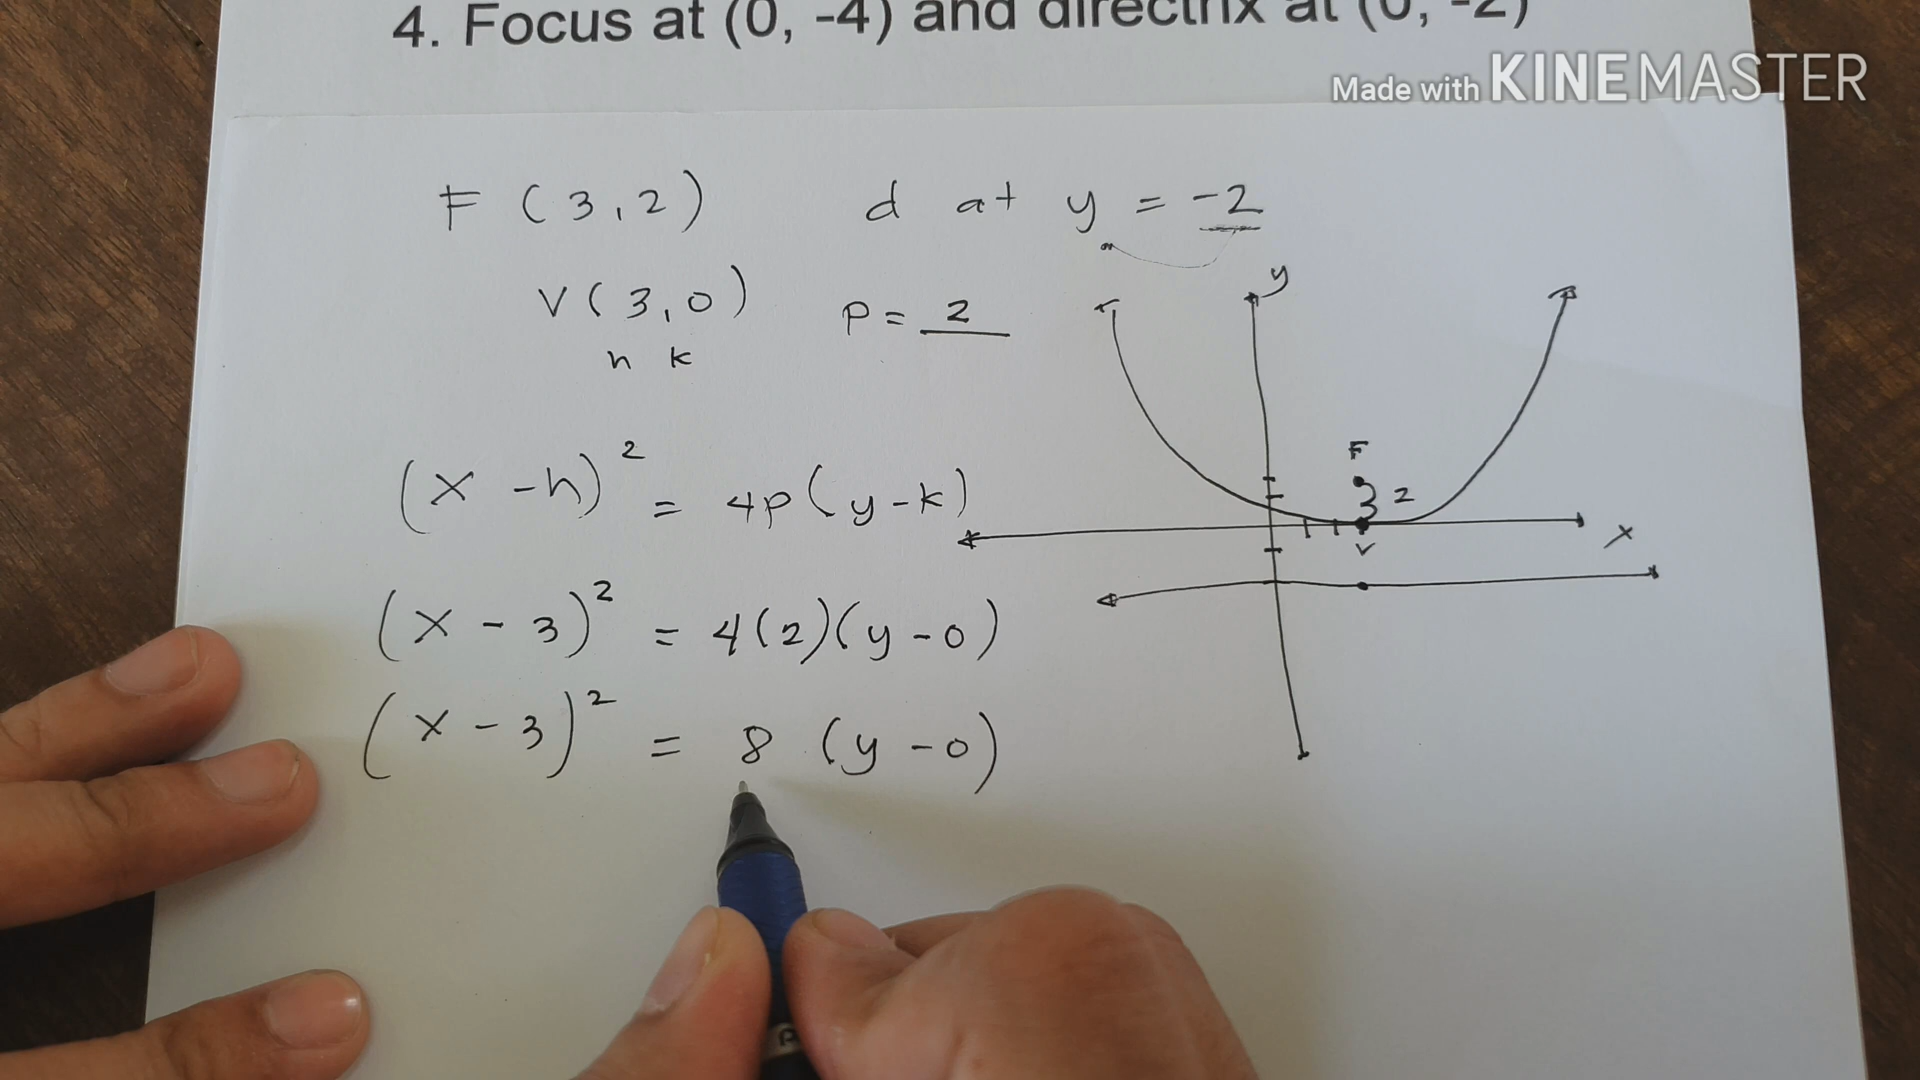 4. Focus at (0, -4) and directrix at (0, -2)
Made with KINEMASTER
F (3,2) d at y = -2
V (3,0) P = 2
h k
(x - h)² = 4p(y - k)
(x - 3)² = 4(2)(y - 0)
(x - 3)² = 8 (y - 0)
y
F
2
V
x